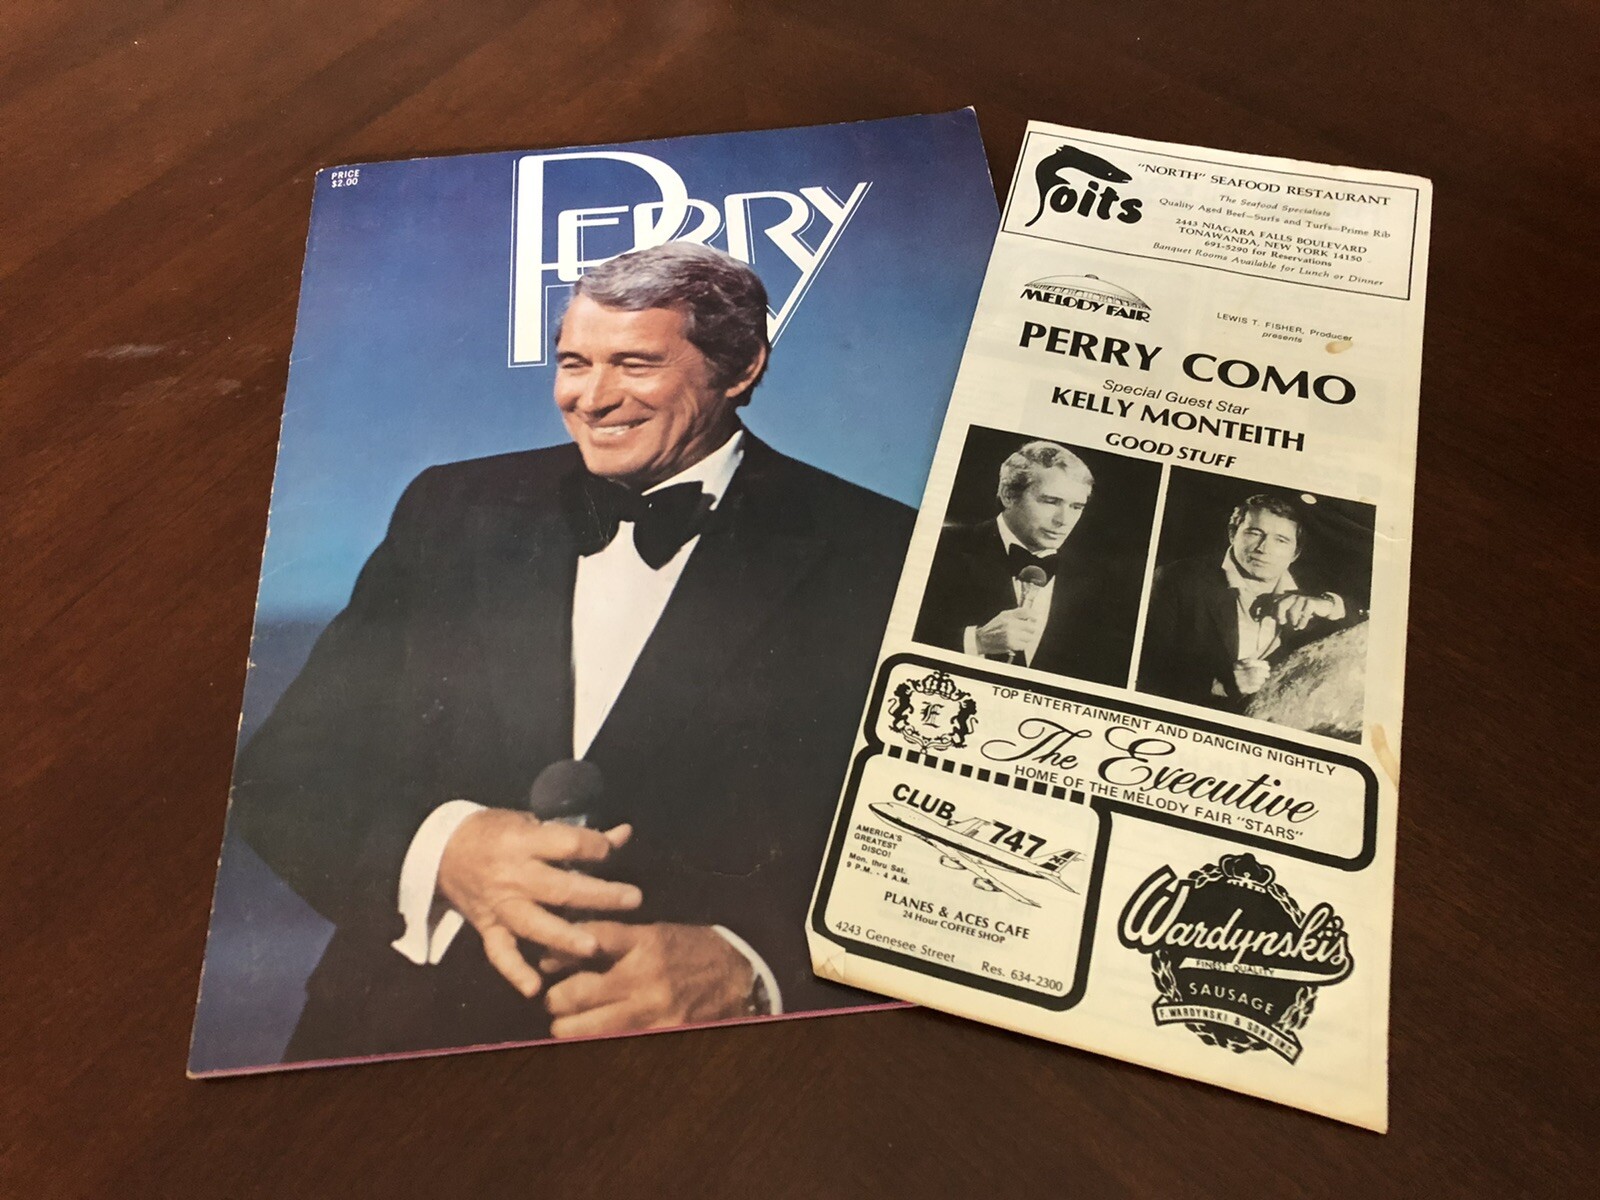 PRICE
$2.00
PERRY
Foits
"NORTH" SEAFOOD RESTAURANT
The Seafood Specialists
Quality Aged Beef—Surfs and Turfs—Prime Rib
2443 NIAGARA FALLS BOULEVARD
TONAWANDA, NEW YORK 14150
691-5290 for Reservations
Banquet Rooms Available for Lunch or Dinner
MELODY FAIR
LEWIS T. FISHER, Producer
presents
PERRY COMO
Special Guest Star
KELLY MONTEITH
GOOD STUFF
E
TOP ENTERTAINMENT AND DANCING NIGHTLY
The Executive
HOME OF THE MELODY FAIR "STARS"
CLUB 747
AMERICA'S
GREATEST
DISCO!
Mon. thru Sat.
9 P.M. - 4 A.M.
PLANES & ACES CAFE
24 Hour COFFEE SHOP
4243 Genesee Street
Res. 634-2300
Wardynski's
FINEST QUALITY
SAUSAGE
F. WARDYNSKI & SONS INC.